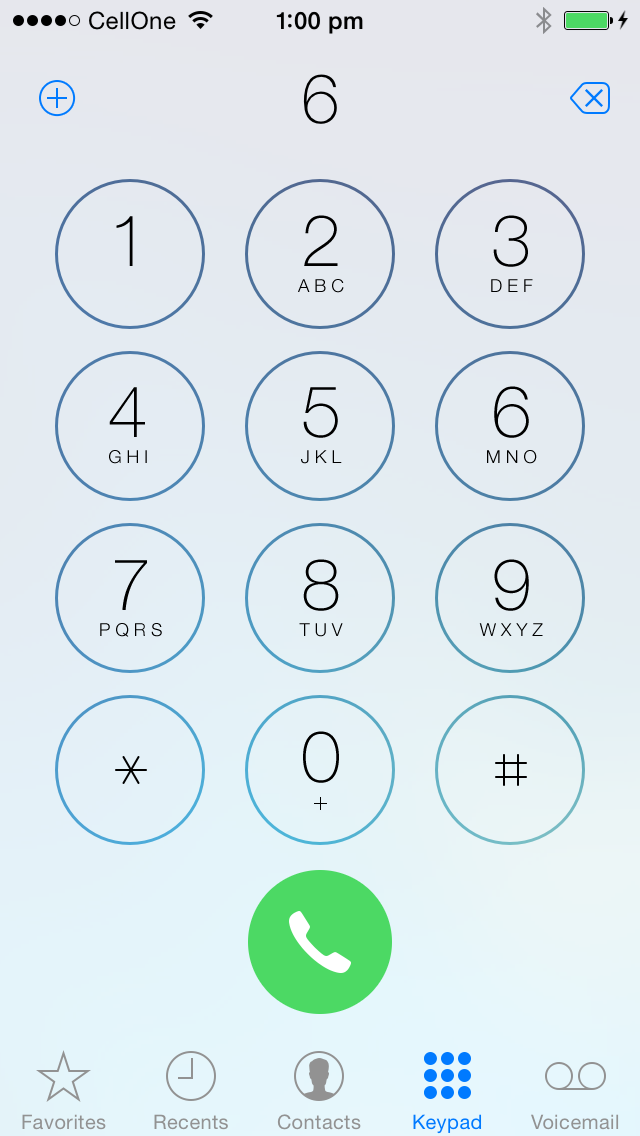 CellOne 1:00 pm
6
1 2 3
ABC DEF
4 5 6
GHI JKL MNO
7 8 9
PQRS TUV WXYZ
* 0 #
+
Favorites Recents Contacts Keypad Voicemail